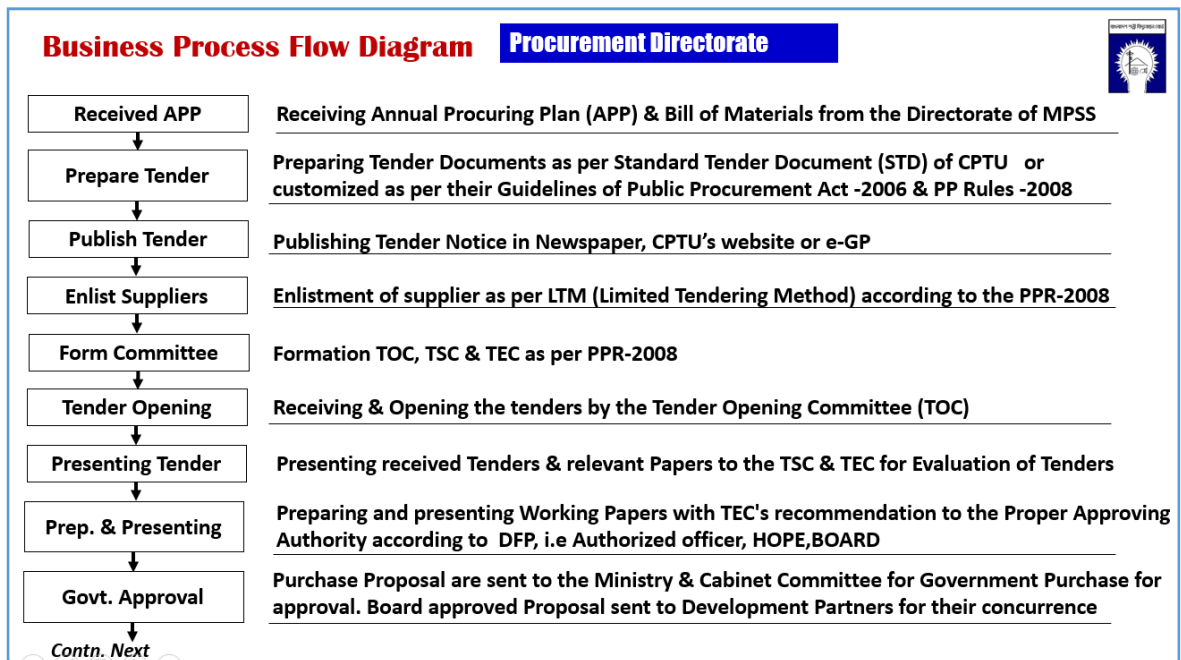 Business Process Flow Diagram
Procurement Directorate
Received APP
Receiving Annual Procuring Plan (APP) & Bill of Materials from the Directorate of MPSS
Prepare Tender
Preparing Tender Documents as per Standard Tender Document (STD) of CPTU or
customized as per their Guidelines of Public Procurement Act -2006 & PP Rules -2008
Publish Tender
Publishing Tender Notice in Newspaper, CPTU’s website or e-GP
Enlist Suppliers
Enlistment of supplier as per LTM (Limited Tendering Method) according to the PPR-2008
Form Committee
Formation TOC, TSC & TEC as per PPR-2008
Tender Opening
Receiving & Opening the tenders by the Tender Opening Committee (TOC)
Presenting Tender
Presenting received Tenders & relevant Papers to the TSC & TEC for Evaluation of Tenders
Prep. & Presenting
Preparing and presenting Working Papers with TEC's recommendation to the Proper Approving
Authority according to DFP, i.e Authorized officer, HOPE,BOARD
Govt. Approval
Purchase Proposal are sent to the Ministry & Cabinet Committee for Government Purchase for
approval. Board approved Proposal sent to Development Partners for their concurrence
Contn. Next